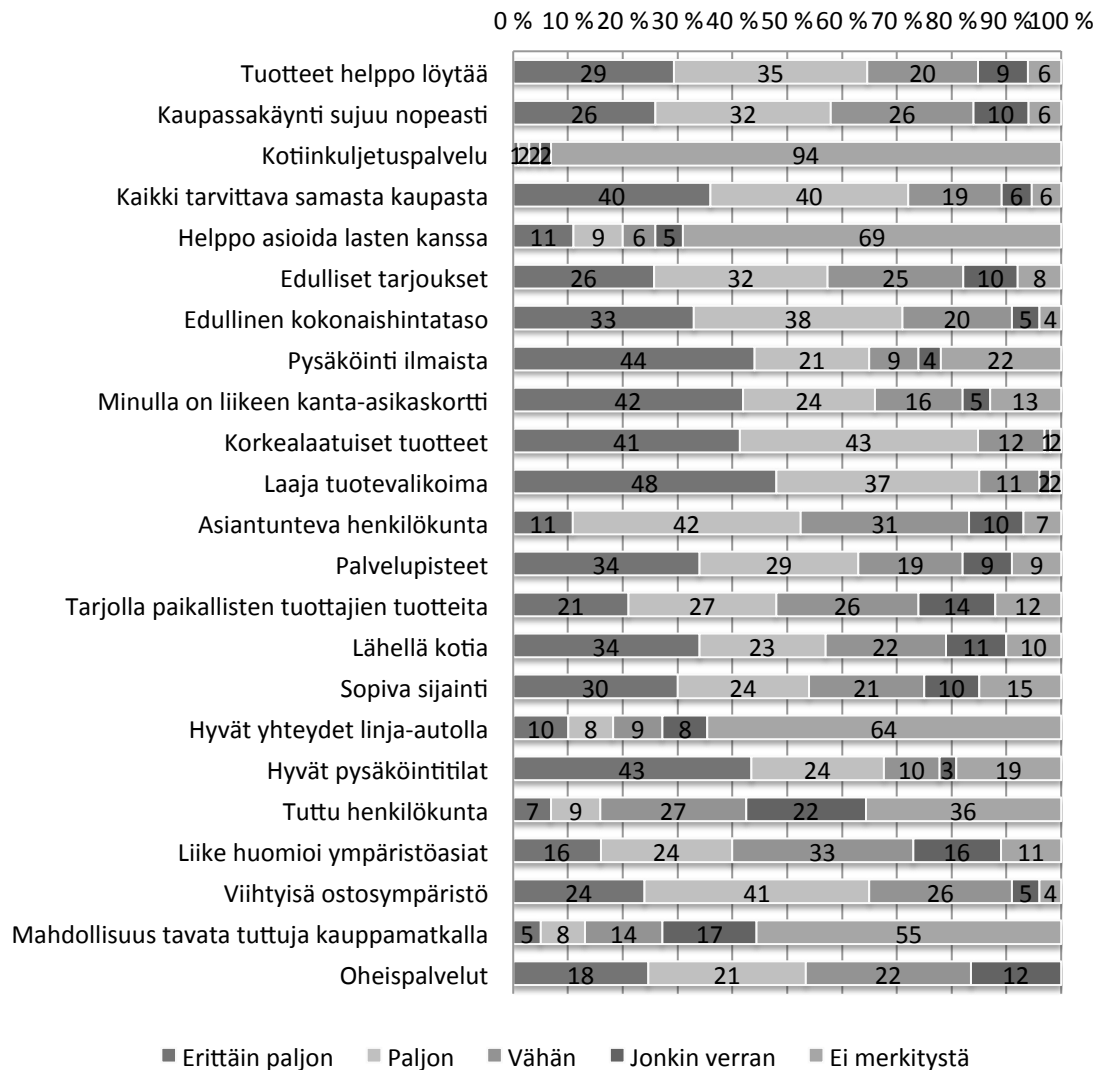 0 % 10 % 20 % 30 % 40 % 50 % 60 % 70 % 80 % 90 % 100 %
Tuotteet helppo löytää 29 35 20 9 6
Kaupassakäynti sujuu nopeasti 26 32 26 10 6
Kotiinkuljetuspalvelu 1 2 2 2 94
Kaikki tarvittava samasta kaupasta 40 40 19 6 6
Helppo asioida lasten kanssa 11 9 6 5 69
Edulliset tarjoukset 26 32 25 10 8
Edullinen kokonaishintataso 33 38 20 5 4
Pysäköinti ilmaista 44 21 9 4 22
Minulla on liikeen kanta-asikaskortti 42 24 16 5 13
Korkealaatuiset tuotteet 41 43 12 1 2
Laaja tuotevalikoima 48 37 11 2 2
Asiantunteva henkilökunta 11 42 31 10 7
Palvelupisteet 34 29 19 9 9
Tarjolla paikallisten tuottajien tuotteita 21 27 26 14 12
Lähellä kotia 34 23 22 11 10
Sopiva sijainti 30 24 21 10 15
Hyvät yhteydet linja-autolla 10 8 9 8 64
Hyvät pysäköintitilat 43 24 10 3 19
Tuttu henkilökunta 7 9 27 22 36
Liike huomioi ympäristöasiat 16 24 33 16 11
Viihtyisä ostosympäristö 24 41 26 5 4
Mahdollisuus tavata tuttuja kauppamatkalla 5 8 14 17 55
Oheispalvelut 18 21 22 12
Erittäin paljon Paljon Vähän Jonkin verran Ei merkitystä